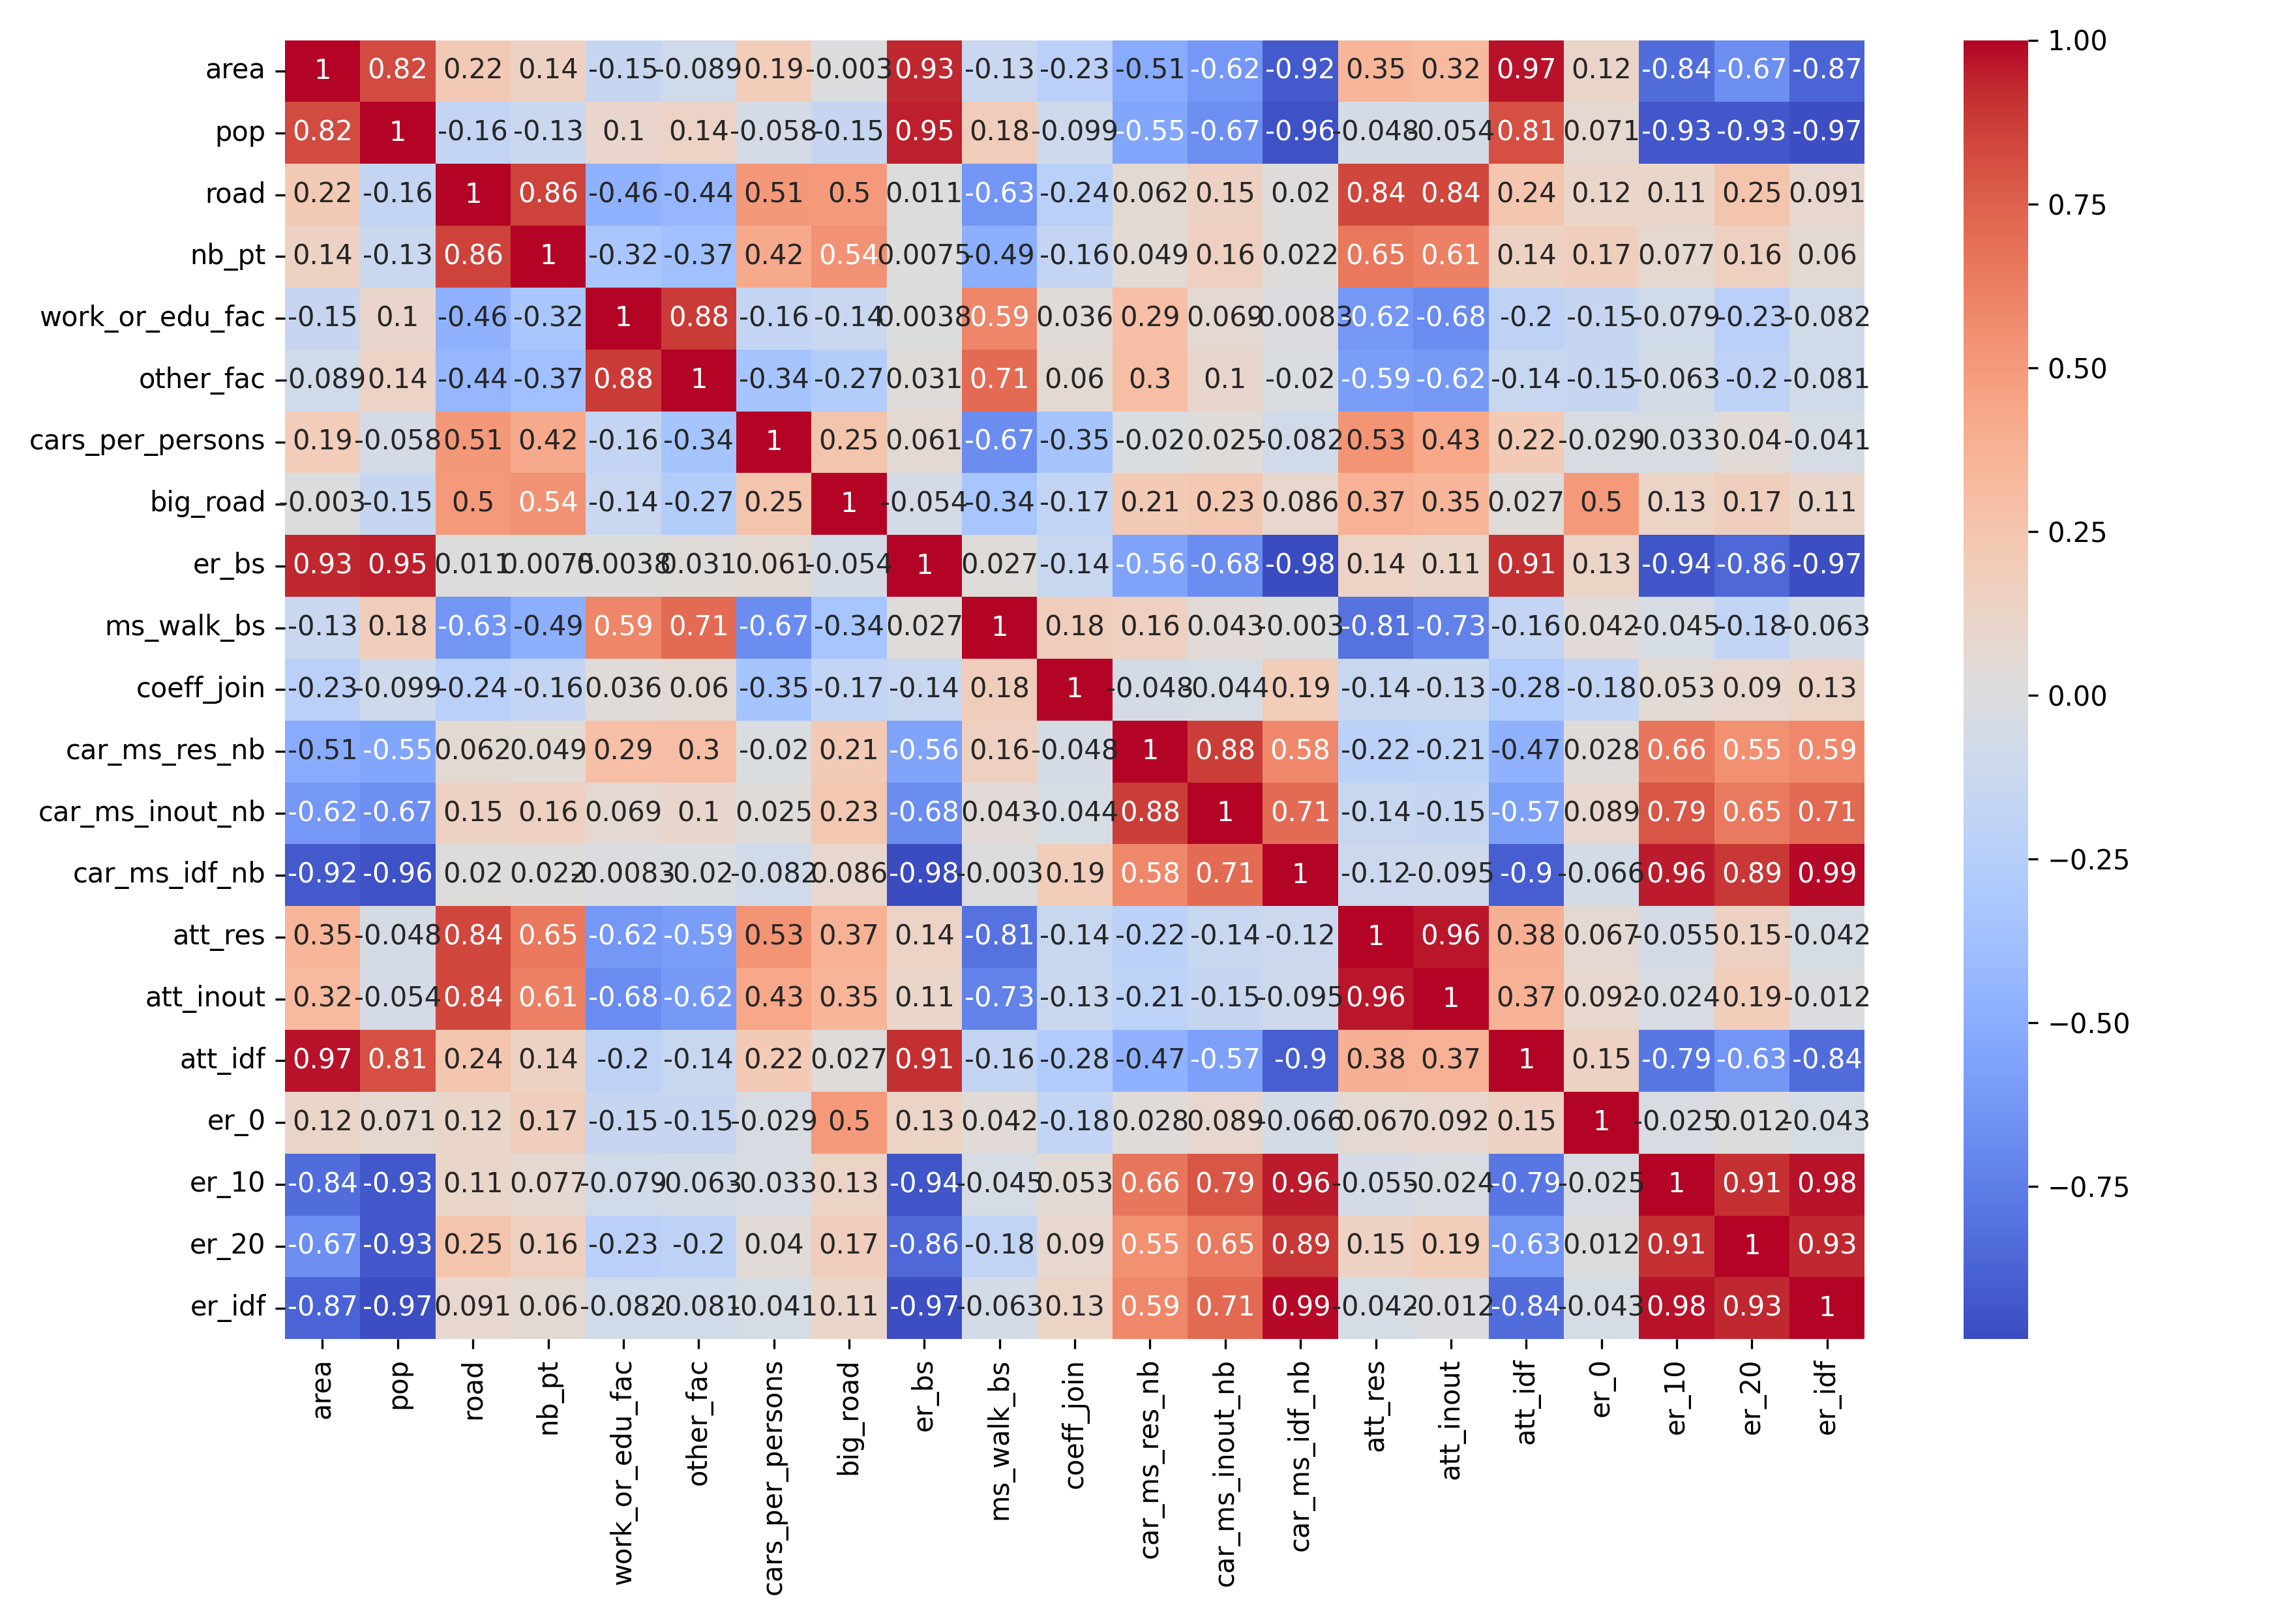 area 1 0.82 0.22 0.14 -0.15 -0.089 0.19 -0.003 0.93 -0.13 -0.23 -0.51 -0.62 -0.92 0.35 0.32 0.97 0.12 -0.84 -0.67 -0.87 1.00
pop 0.82 1 -0.16 -0.13 0.1 0.14 -0.058 -0.15 0.95 0.18 -0.099 -0.55 -0.67 -0.96 -0.048 -0.054 0.81 0.071 -0.93 -0.93 -0.97
road 0.22 -0.16 1 0.86 -0.46 -0.44 0.51 0.5 0.011 -0.63 -0.24 0.062 0.15 0.02 0.84 0.84 0.24 0.12 0.11 0.25 0.091 0.75
nb_pt 0.14 -0.13 0.86 1 -0.32 -0.37 0.42 0.54 0.0075 -0.49 -0.16 0.049 0.16 0.022 0.65 0.61 0.14 0.17 0.077 0.16 0.06
work_or_edu_fac -0.15 0.1 -0.46 -0.32 1 0.88 -0.16 -0.14 0.0038 0.59 0.036 0.29 0.069 -0.0083 -0.62 -0.68 -0.2 -0.15 -0.079 -0.23 -0.082
other_fac -0.089 0.14 -0.44 -0.37 0.88 1 -0.34 -0.27 0.031 0.71 0.06 0.3 0.1 -0.02 -0.59 -0.62 -0.14 -0.15 -0.063 -0.2 -0.081 0.50
cars_per_persons 0.19 -0.058 0.51 0.42 -0.16 -0.34 1 0.25 0.061 -0.67 -0.35 -0.02 0.025 -0.082 0.53 0.43 0.22 -0.029 -0.033 0.04 -0.041
big_road -0.003 -0.15 0.5 0.54 -0.14 -0.27 0.25 1 -0.054 -0.34 -0.17 0.21 0.23 0.086 0.37 0.35 0.027 0.5 0.13 0.17 0.11 0.25
er_bs 0.93 0.95 0.011 0.0075 0.0038 0.031 0.061 -0.054 1 0.027 -0.14 -0.56 -0.68 -0.98 0.14 0.11 0.91 0.13 -0.94 -0.86 -0.97
ms_walk_bs -0.13 0.18 -0.63 -0.49 0.59 0.71 -0.67 -0.34 0.027 1 0.18 0.16 0.043 -0.003 -0.81 -0.73 -0.16 0.042 -0.045 -0.18 -0.063
coeff_join -0.23 -0.099 -0.24 -0.16 0.036 0.06 -0.35 -0.17 -0.14 0.18 1 -0.048 -0.044 0.19 -0.14 -0.13 -0.28 -0.18 0.053 0.09 0.13 0.00
car_ms_res_nb -0.51 -0.55 0.062 0.049 0.29 0.3 -0.02 0.21 -0.56 0.16 -0.048 1 0.88 0.58 -0.22 -0.21 -0.47 0.028 0.66 0.55 0.59
car_ms_inout_nb -0.62 -0.67 0.15 0.16 0.069 0.1 0.025 0.23 -0.68 0.043 -0.044 0.88 1 0.71 -0.14 -0.15 -0.57 0.089 0.79 0.65 0.71
car_ms_idf_nb -0.92 -0.96 0.02 0.022 -0.0083 -0.02 -0.082 0.086 -0.98 -0.003 0.19 0.58 0.71 1 -0.12 -0.095 -0.9 -0.066 0.96 0.89 0.99 −0.25
att_res 0.35 -0.048 0.84 0.65 -0.62 -0.59 0.53 0.37 0.14 -0.81 -0.14 -0.22 -0.14 -0.12 1 0.96 0.38 0.067 -0.055 0.15 -0.042
att_inout 0.32 -0.054 0.84 0.61 -0.68 -0.62 0.43 0.35 0.11 -0.73 -0.13 -0.21 -0.15 -0.095 0.96 1 0.37 0.092 -0.024 0.19 -0.012 −0.50
att_idf 0.97 0.81 0.24 0.14 -0.2 -0.14 0.22 0.027 0.91 -0.16 -0.28 -0.47 -0.57 -0.9 0.38 0.37 1 0.15 -0.79 -0.63 -0.84
er_0 0.12 0.071 0.12 0.17 -0.15 -0.15 -0.029 0.5 0.13 0.042 -0.18 0.028 0.089 -0.066 0.067 0.092 0.15 1 -0.025 0.012 -0.043
er_10 -0.84 -0.93 0.11 0.077 -0.079 -0.063 -0.033 0.13 -0.94 -0.045 0.053 0.66 0.79 0.96 -0.055 -0.024 -0.79 -0.025 1 0.91 0.98 −0.75
er_20 -0.67 -0.93 0.25 0.16 -0.23 -0.2 0.04 0.17 -0.86 -0.18 0.09 0.55 0.65 0.89 0.15 0.19 -0.63 0.012 0.91 1 0.93
er_idf -0.87 -0.97 0.091 0.06 -0.082 -0.081 -0.041 0.11 -0.97 -0.063 0.13 0.59 0.71 0.99 -0.042 -0.012 -0.84 -0.043 0.98 0.93 1
area pop road nb_pt work_or_edu_fac other_fac cars_per_persons big_road er_bs ms_walk_bs coeff_join car_ms_res_nb car_ms_inout_nb car_ms_idf_nb att_res att_inout att_idf er_0 er_10 er_20 er_idf